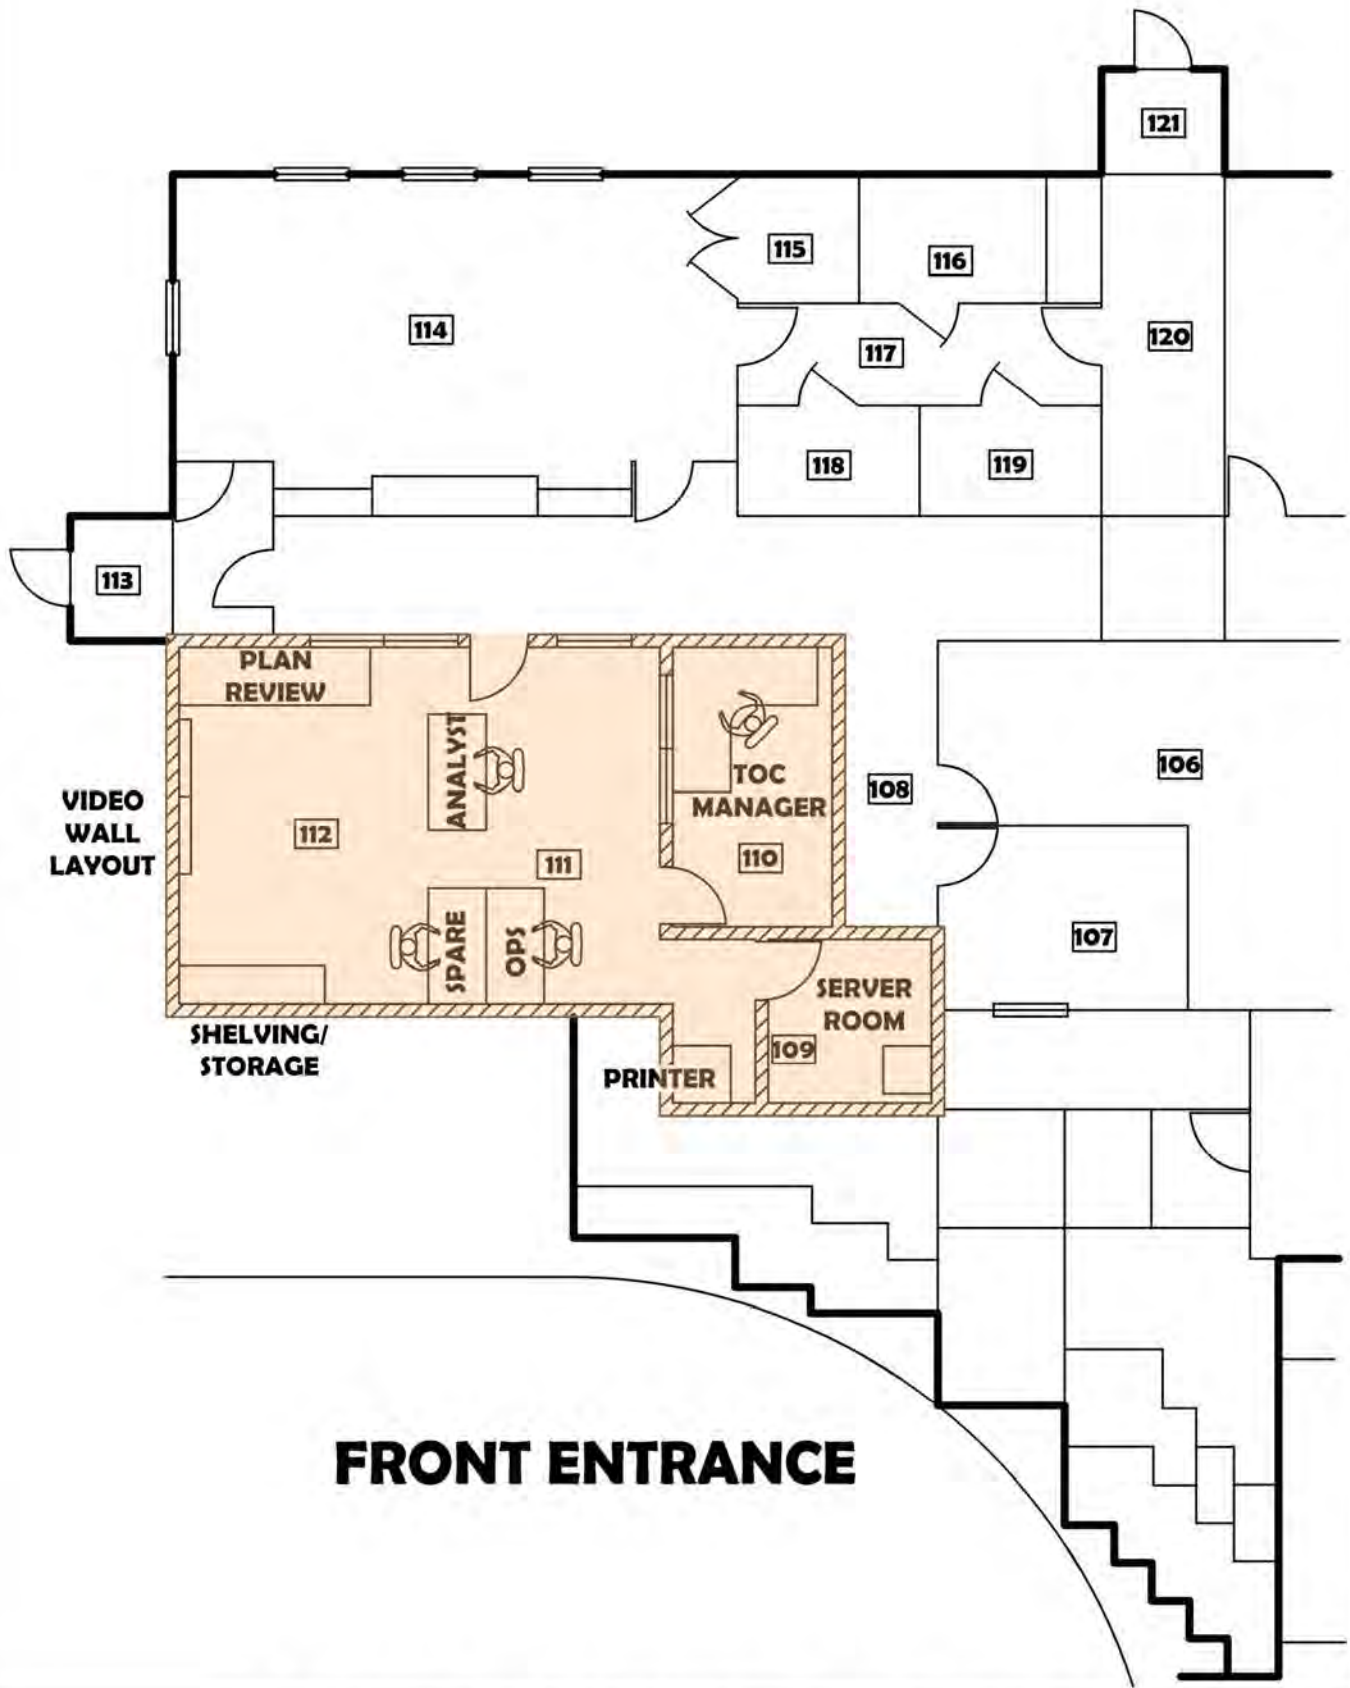 121
115
116
114
117
120
118
119
113
PLAN
REVIEW
ANALYST
TOC
MANAGER
106
108
VIDEO
WALL
LAYOUT
112
111
110
SPARE
OPS
107
SERVER
ROOM
109
SHELVING/
STORAGE
PRINTER
FRONT ENTRANCE